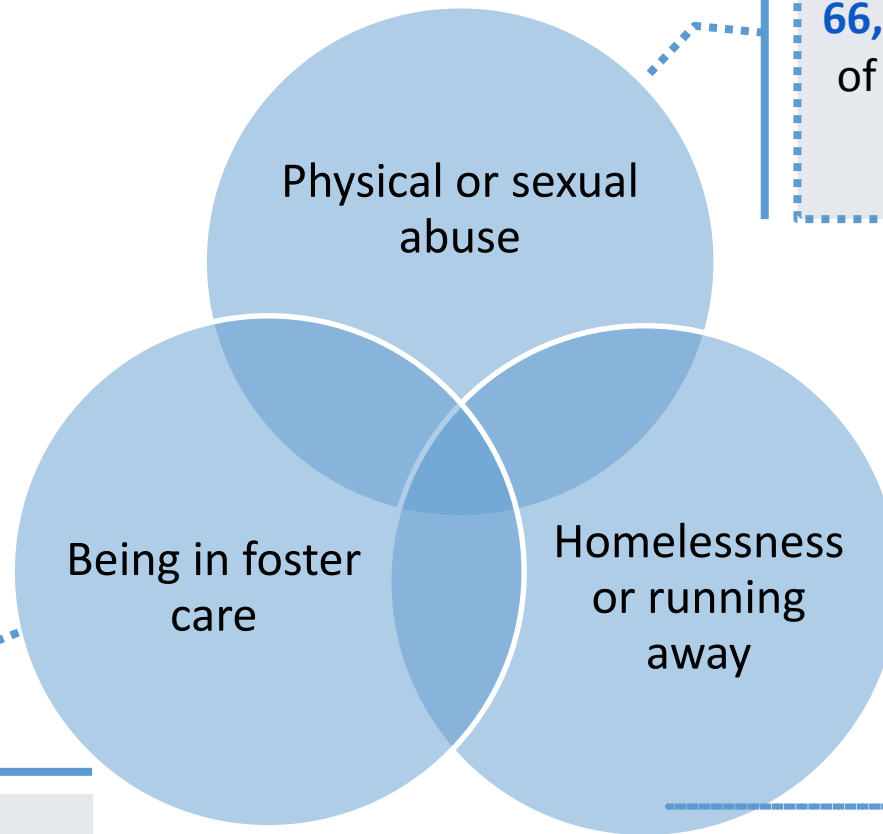 66,
of
Physical or sexual
abuse
Being in foster
care
Homelessness
or running
away